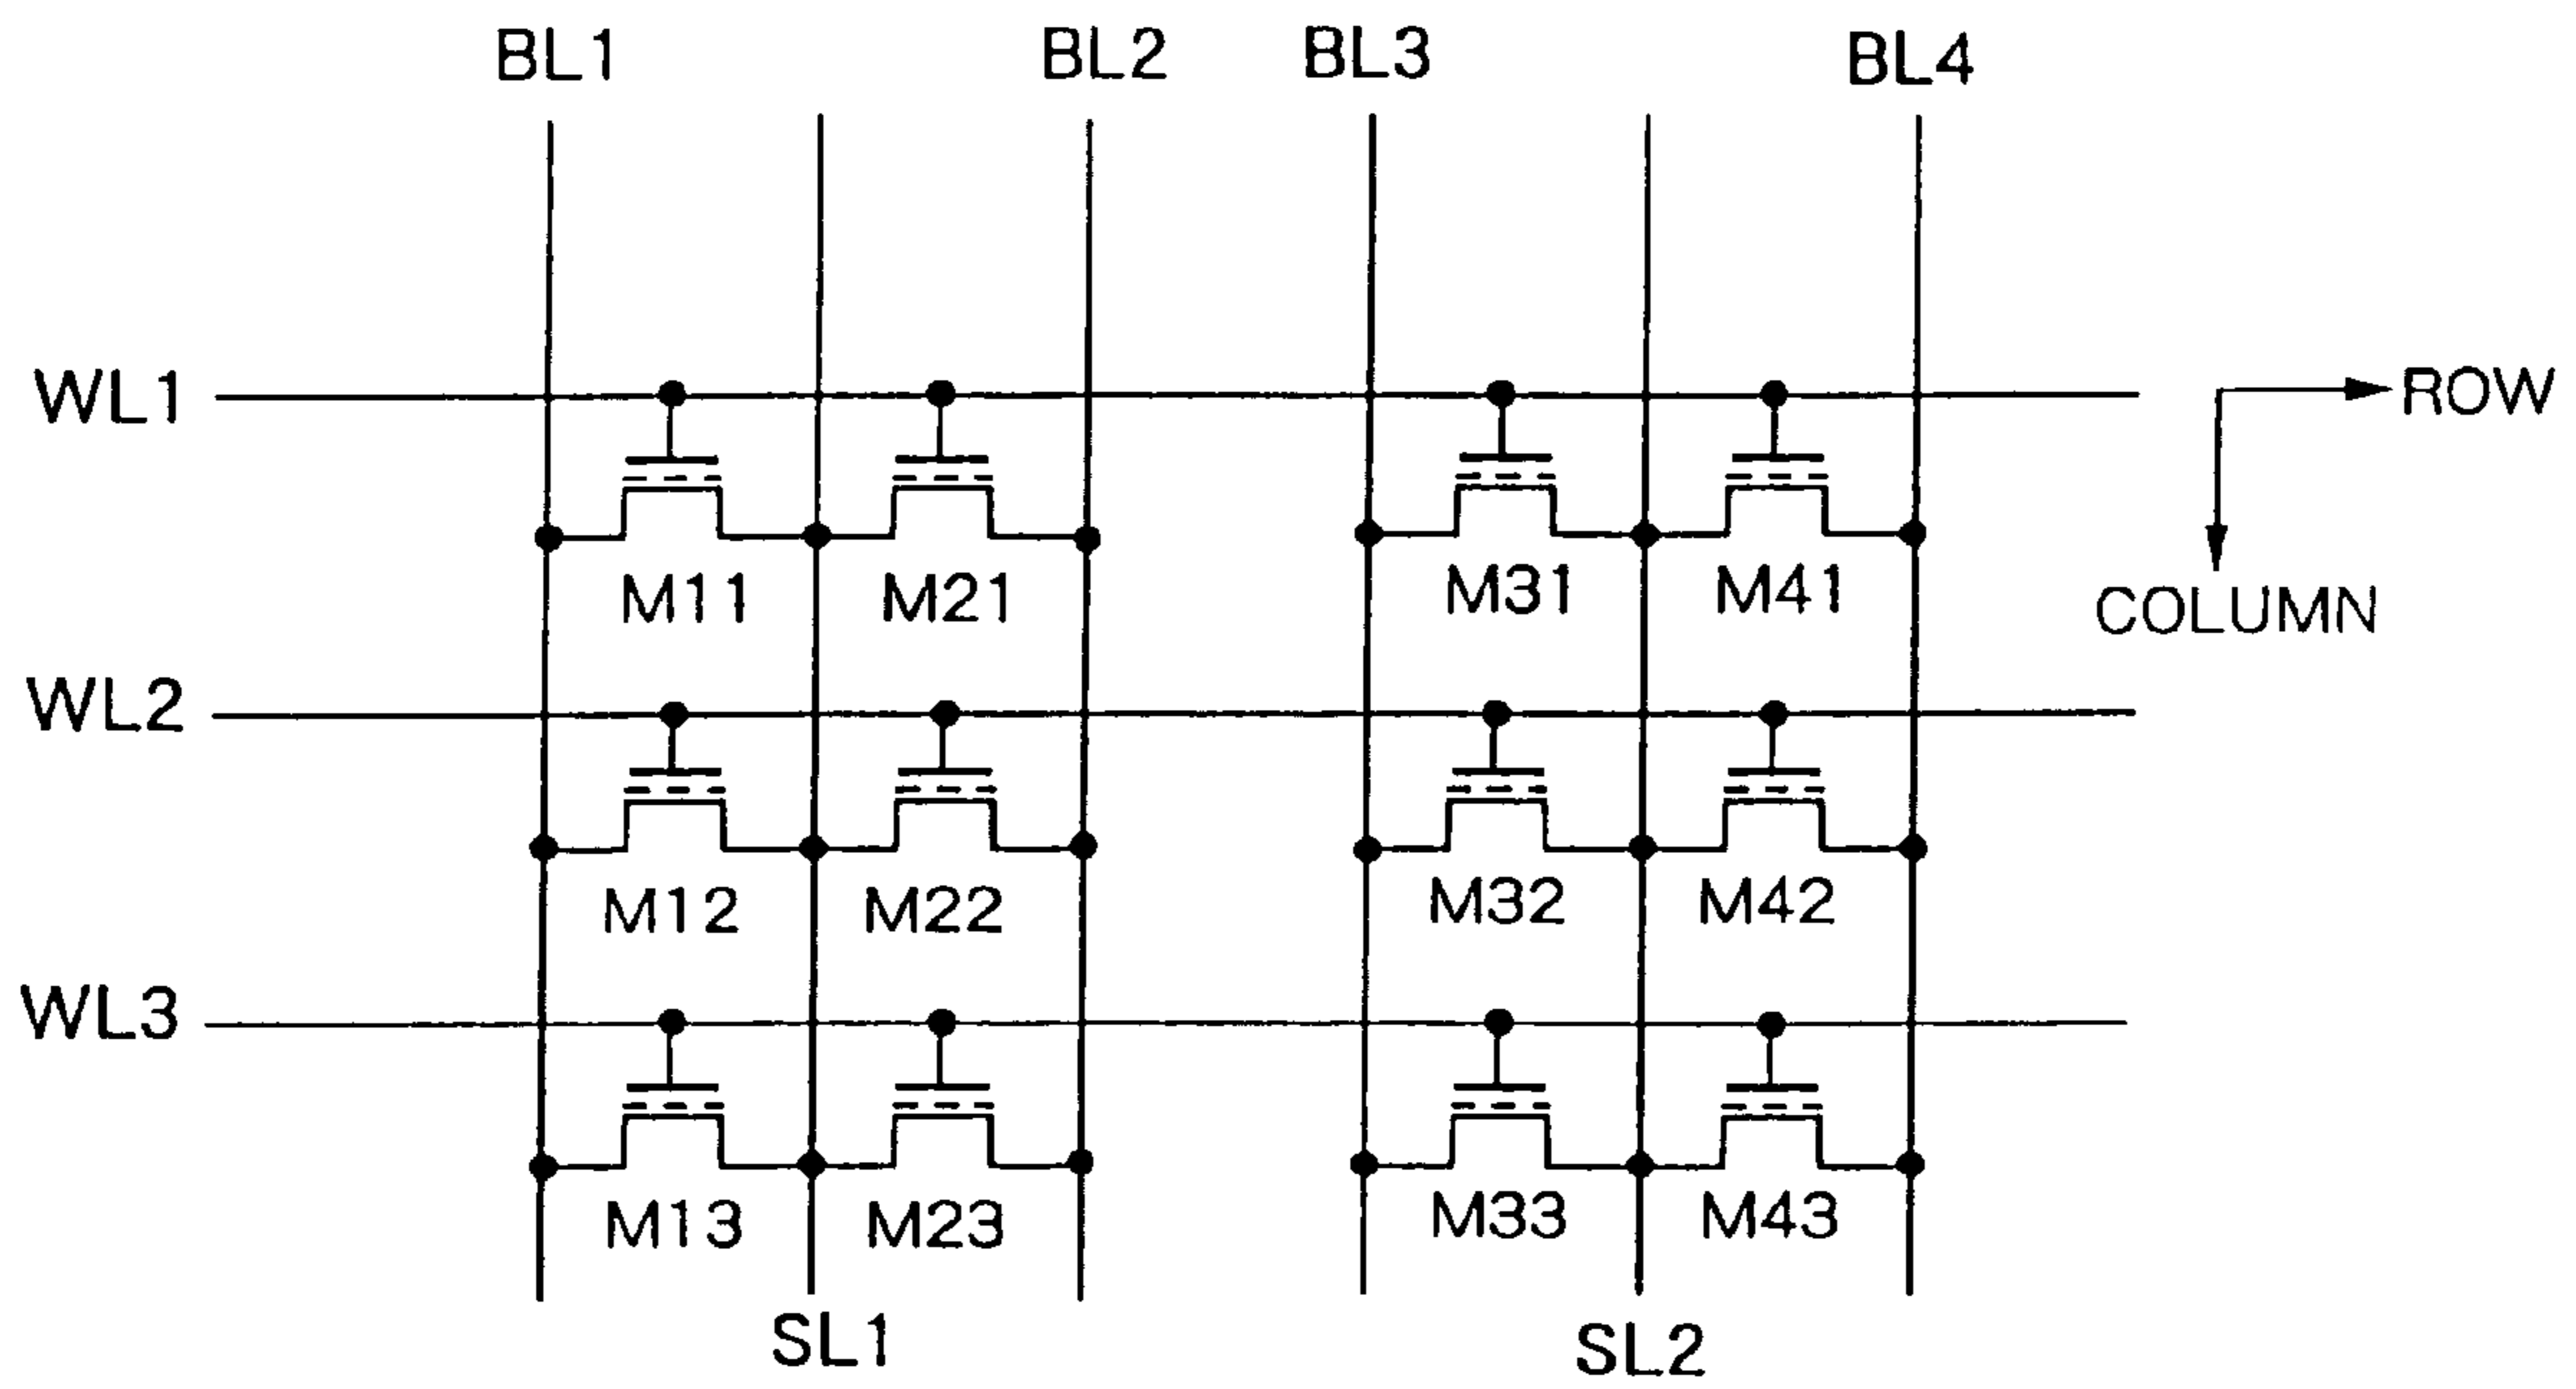 BL1 BL2 BL3 BL4
WL1 ROW
M11 M21 M31 M41
COLUMN
WL2
M12 M22 M32 M42
WL3
M13 M23 M33 M43
SL1 SL2